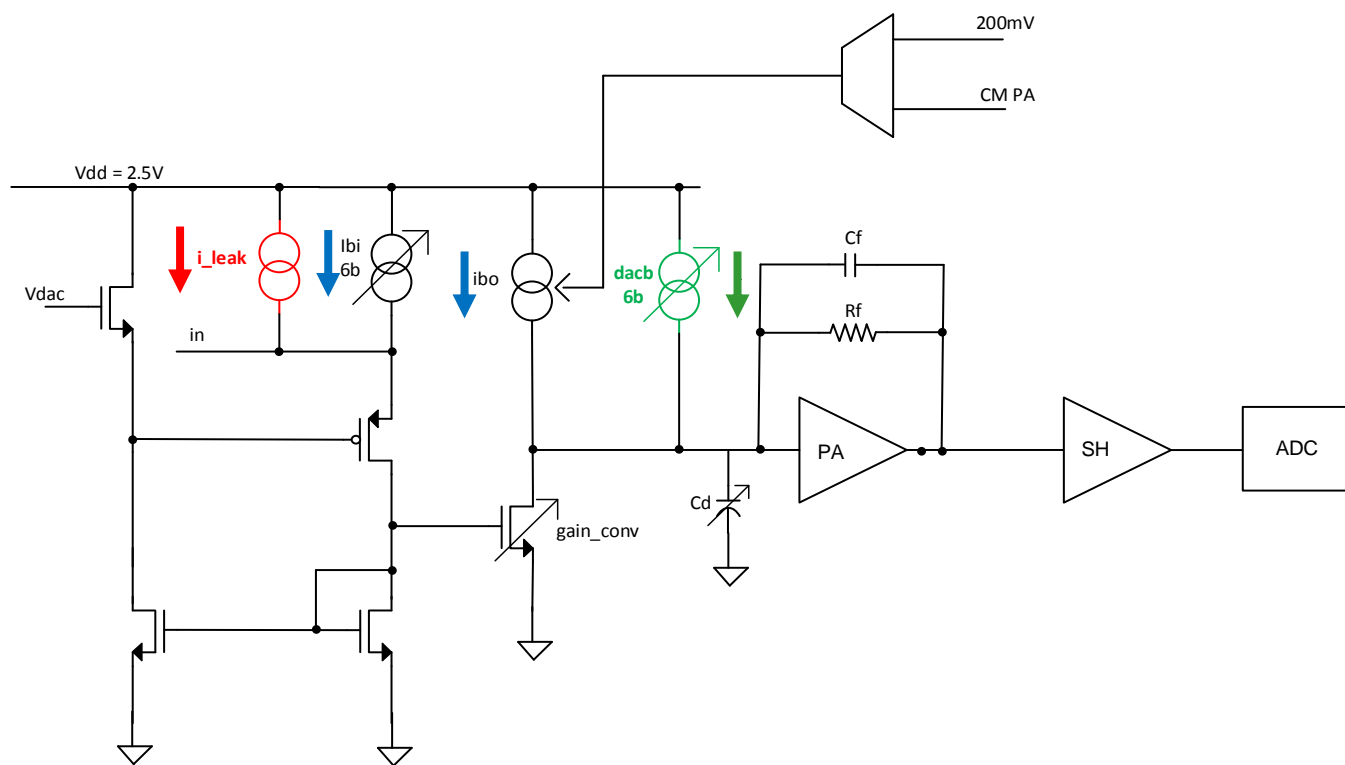 200mV
CM PA
Vdd = 2.5V
i_leak
Ibi
6b
ibo
dacb
6b
Cf
Rf
Vdac
in
PA
SH
ADC
Cd
gain_conv